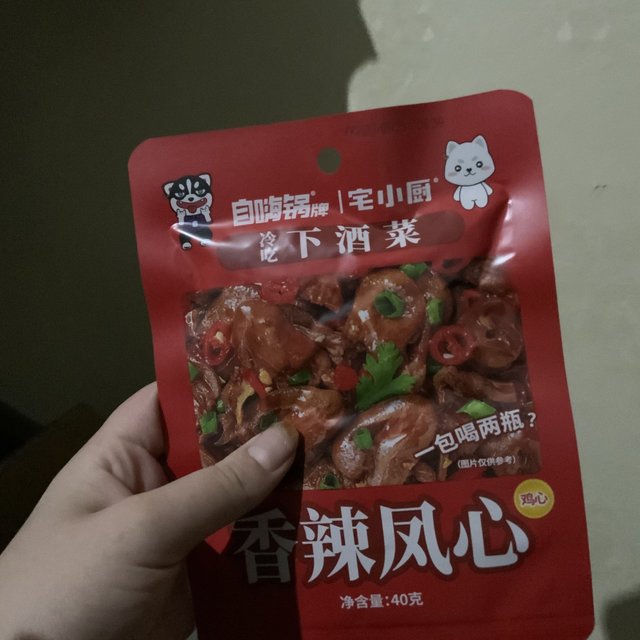 自嗨锅®牌 | 宅小厨®
冷吃 下酒菜
一包喝两瓶？
(图片仅供参考)
鸡心
香辣凤心
净含量:40克